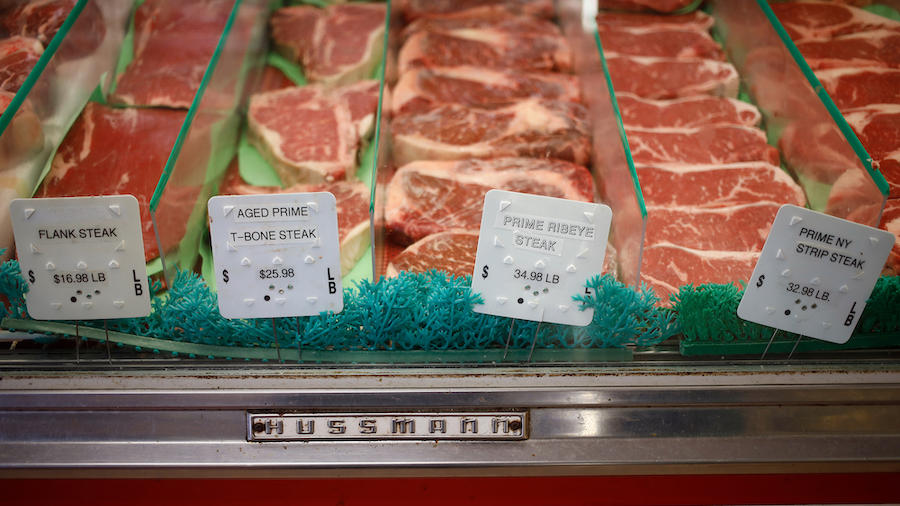 FLANK STEAK
$ $16.98 LB LB
AGED PRIME
T-BONE STEAK
$ $25.98 LB
PRIME RIBEYE
STEAK
$ 34.98 LB L
PRIME NY
STRIP STEAK
$ 32.98 LB. LB
HUSSMANN